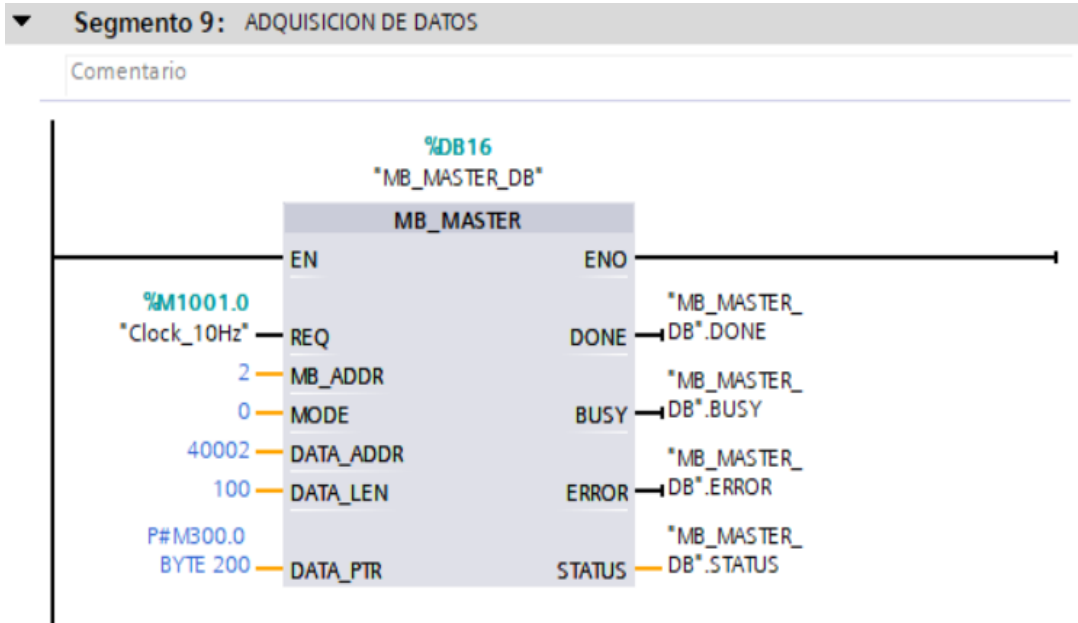 Segmento 9: ADQUISICION DE DATOS
Comentario
%DB16
"MB_MASTER_DB"
MB_MASTER
EN ENO
%M1001.0
"Clock_10Hz" REQ
"MB_MASTER_
DONE DB".DONE
2 MB_ADDR
"MB_MASTER_
0 MODE
BUSY DB".BUSY
40002 DATA_ADDR
"MB_MASTER_
100 DATA_LEN
ERROR DB".ERROR
P#M300.0
BYTE 200 DATA_PTR
"MB_MASTER_
STATUS DB".STATUS